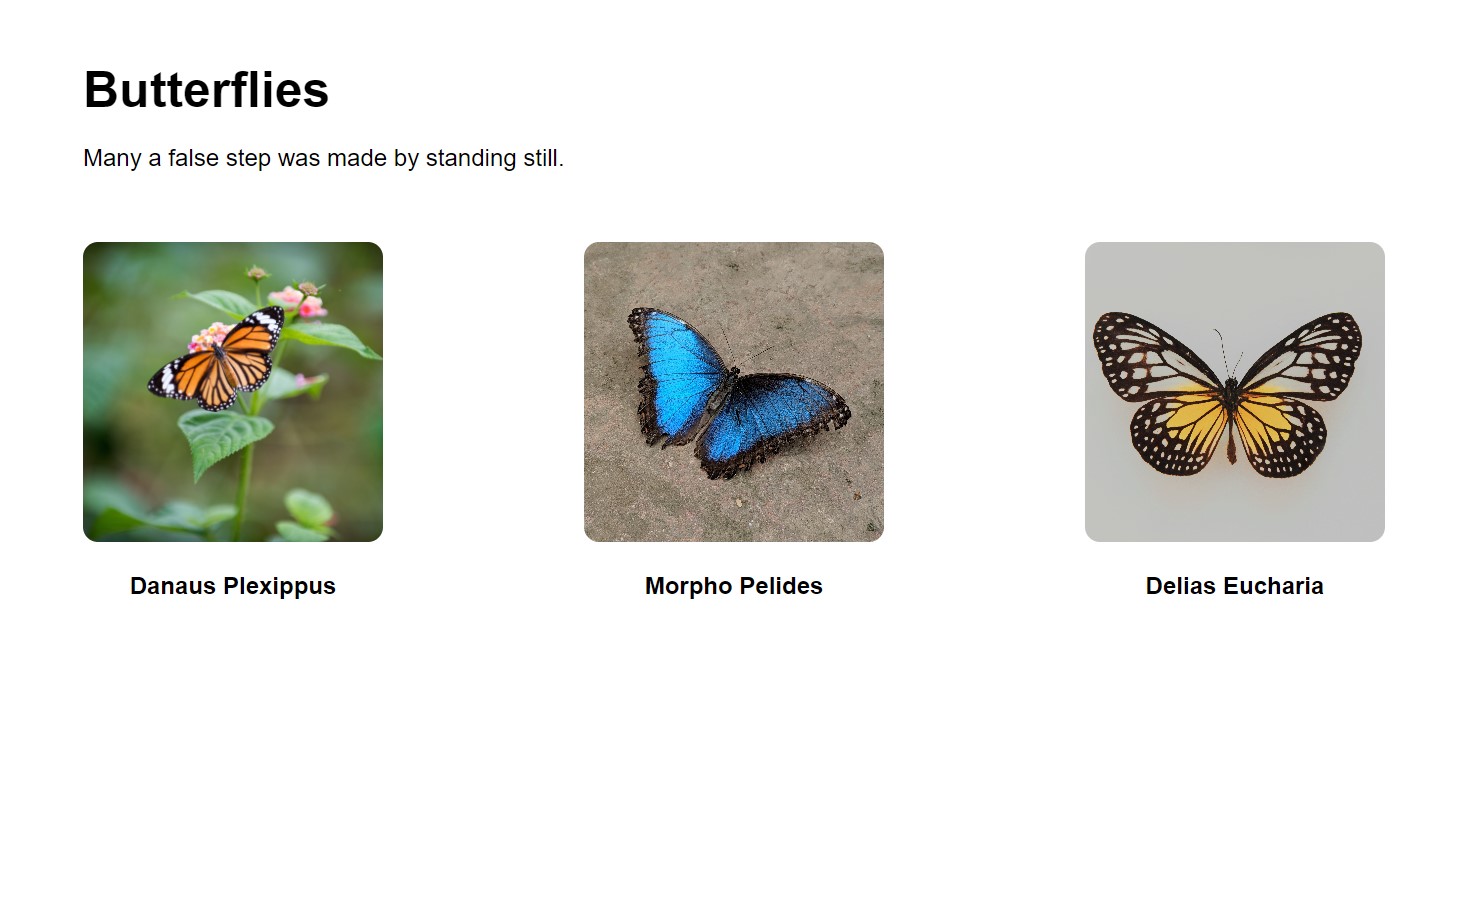 Butterflies
Many a false step was made by standing still.
Danaus Plexippus
Morpho Pelides
Delias Eucharia